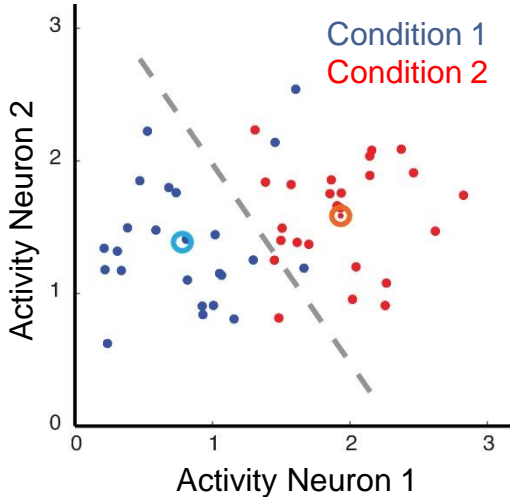 3
Condition 1
Condition 2
2
1
0
Activity Neuron 2
0 1 2 3
Activity Neuron 1